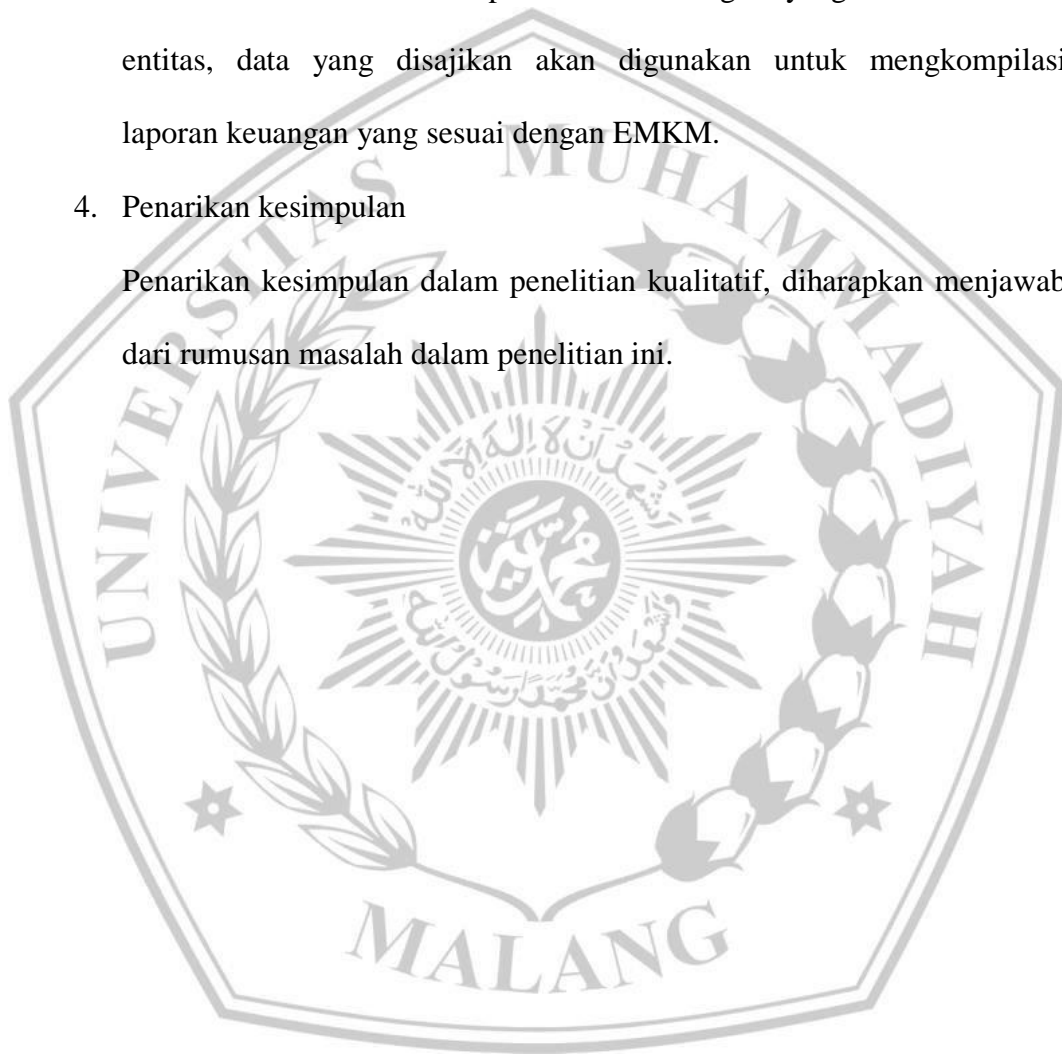 entitas, data yang disajikan akan digunakan untuk mengkompilasi
laporan keuangan yang sesuai dengan EMKM.
4. Penarikan kesimpulan
Penarikan kesimpulan dalam penelitian kualitatif, diharapkan menjawab
dari rumusan masalah dalam penelitian ini.
UNIVERSITAS MUHAMMADIYAH
MALANG